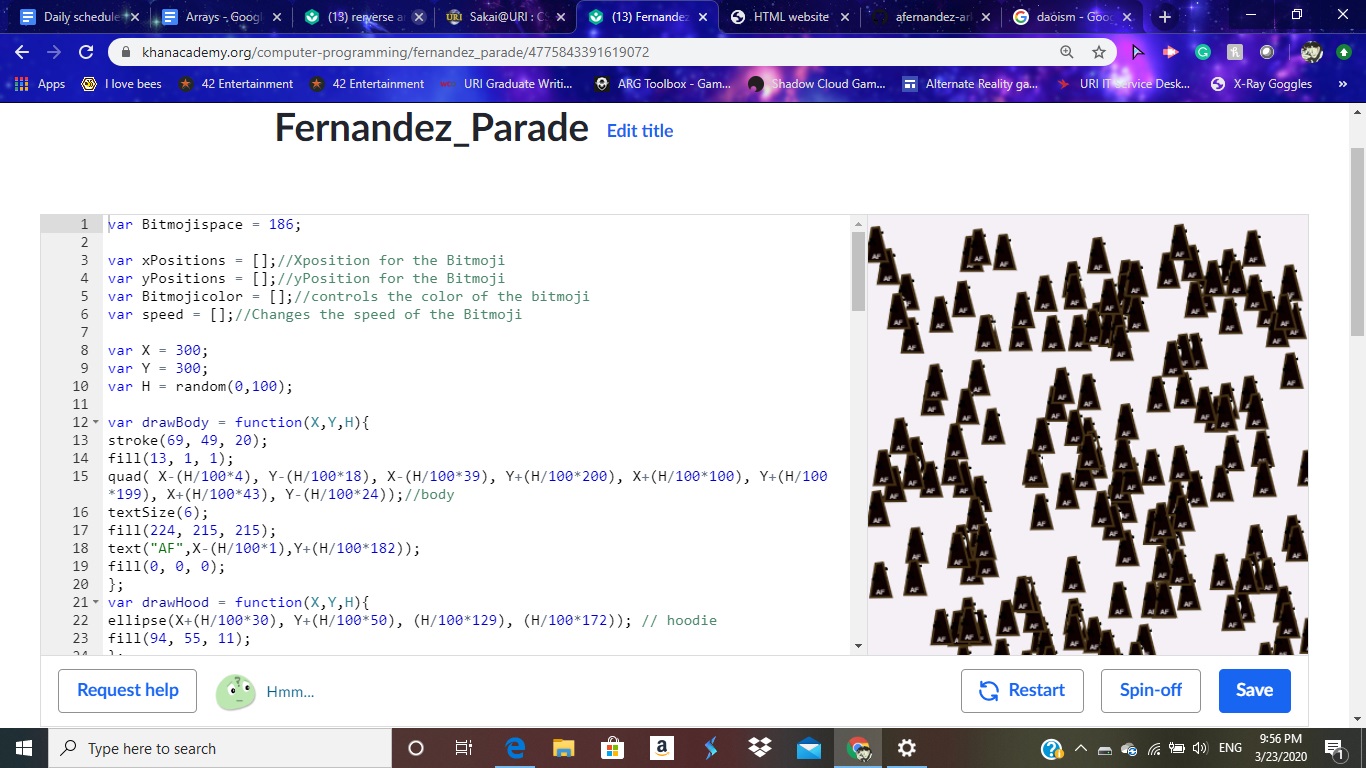 Daily schedule
Arrays - Googl
(13) rerverse a
Sakai@URI : C
(13) Fernandez
HTML website
afernandez-ar
daoism - Goo
khanacademy.org/computer-programming/fernandez_parade/4775843391619072
Apps
I love bees
42 Entertainment
42 Entertainment
URI Graduate Writi...
ARG Toolbox - Gam...
Shadow Cloud Gam...
Alternate Reality ga...
URI IT Service Desk...
X-Ray Goggles
»
Fernandez_Parade Edit title
1 var Bitmojispace = 186;
2
3 var xPositions = [];//Xposition for the Bitmoji
4 var yPositions = [];//yPosition for the Bitmoji
5 var Bitmojicolor = [];//controls the color of the bitmoji
6 var speed = [];//Changes the speed of the Bitmoji
7
8 var X = 300;
9 var Y = 300;
10 var H = random(0,100);
11
12 var drawBody = function(X,Y,H){
13 stroke(69, 49, 20);
14 fill(13, 1, 1);
15 quad( X-(H/100*4), Y-(H/100*18), X-(H/100*39), Y+(H/100*200), X+(H/100*100), Y+(H/100
*199), X+(H/100*43), Y-(H/100*24));//body
16 textSize(6);
17 fill(224, 215, 215);
18 text("AF",X-(H/100*1),Y+(H/100*182));
19 fill(0, 0, 0);
20 };
21 var drawHood = function(X,Y,H){
22 ellipse(X+(H/100*30), Y+(H/100*50), (H/100*129), (H/100*172)); // hoodie
23 fill(94, 55, 11);
24 };
AF
Request help
Hmm...
Restart
Spin-off
Save
Type here to search
ENG
9:56 PM
3/23/2020
1